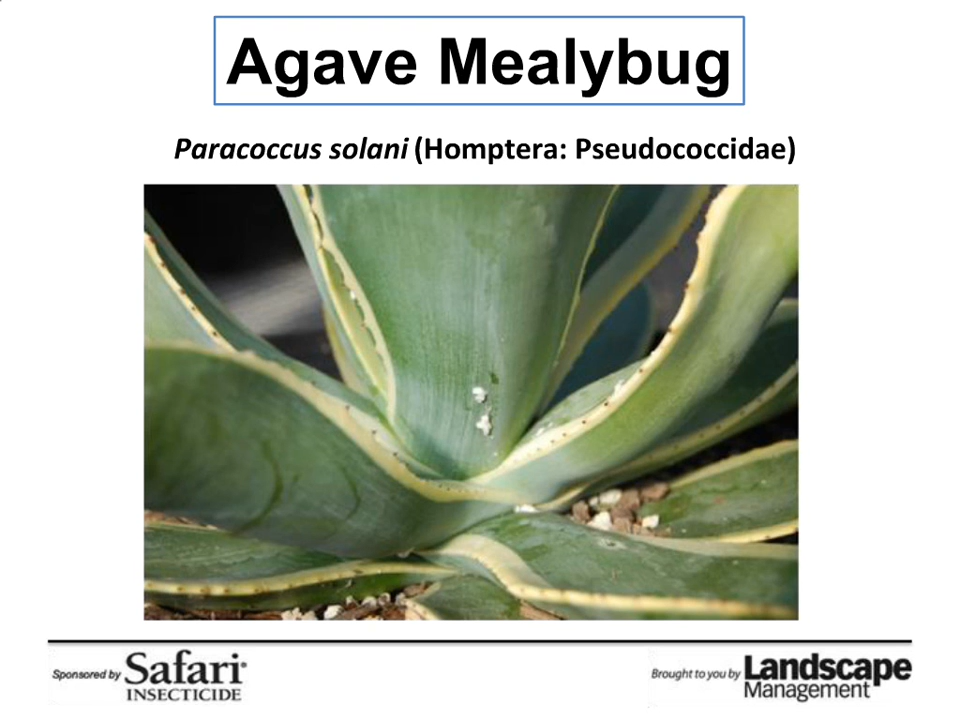 Agave Mealybug
Paracoccus solani (Homptera: Pseudococcidae)
Sponsored by Safari®
INSECTICIDE
Brought to you by Landscape
Management